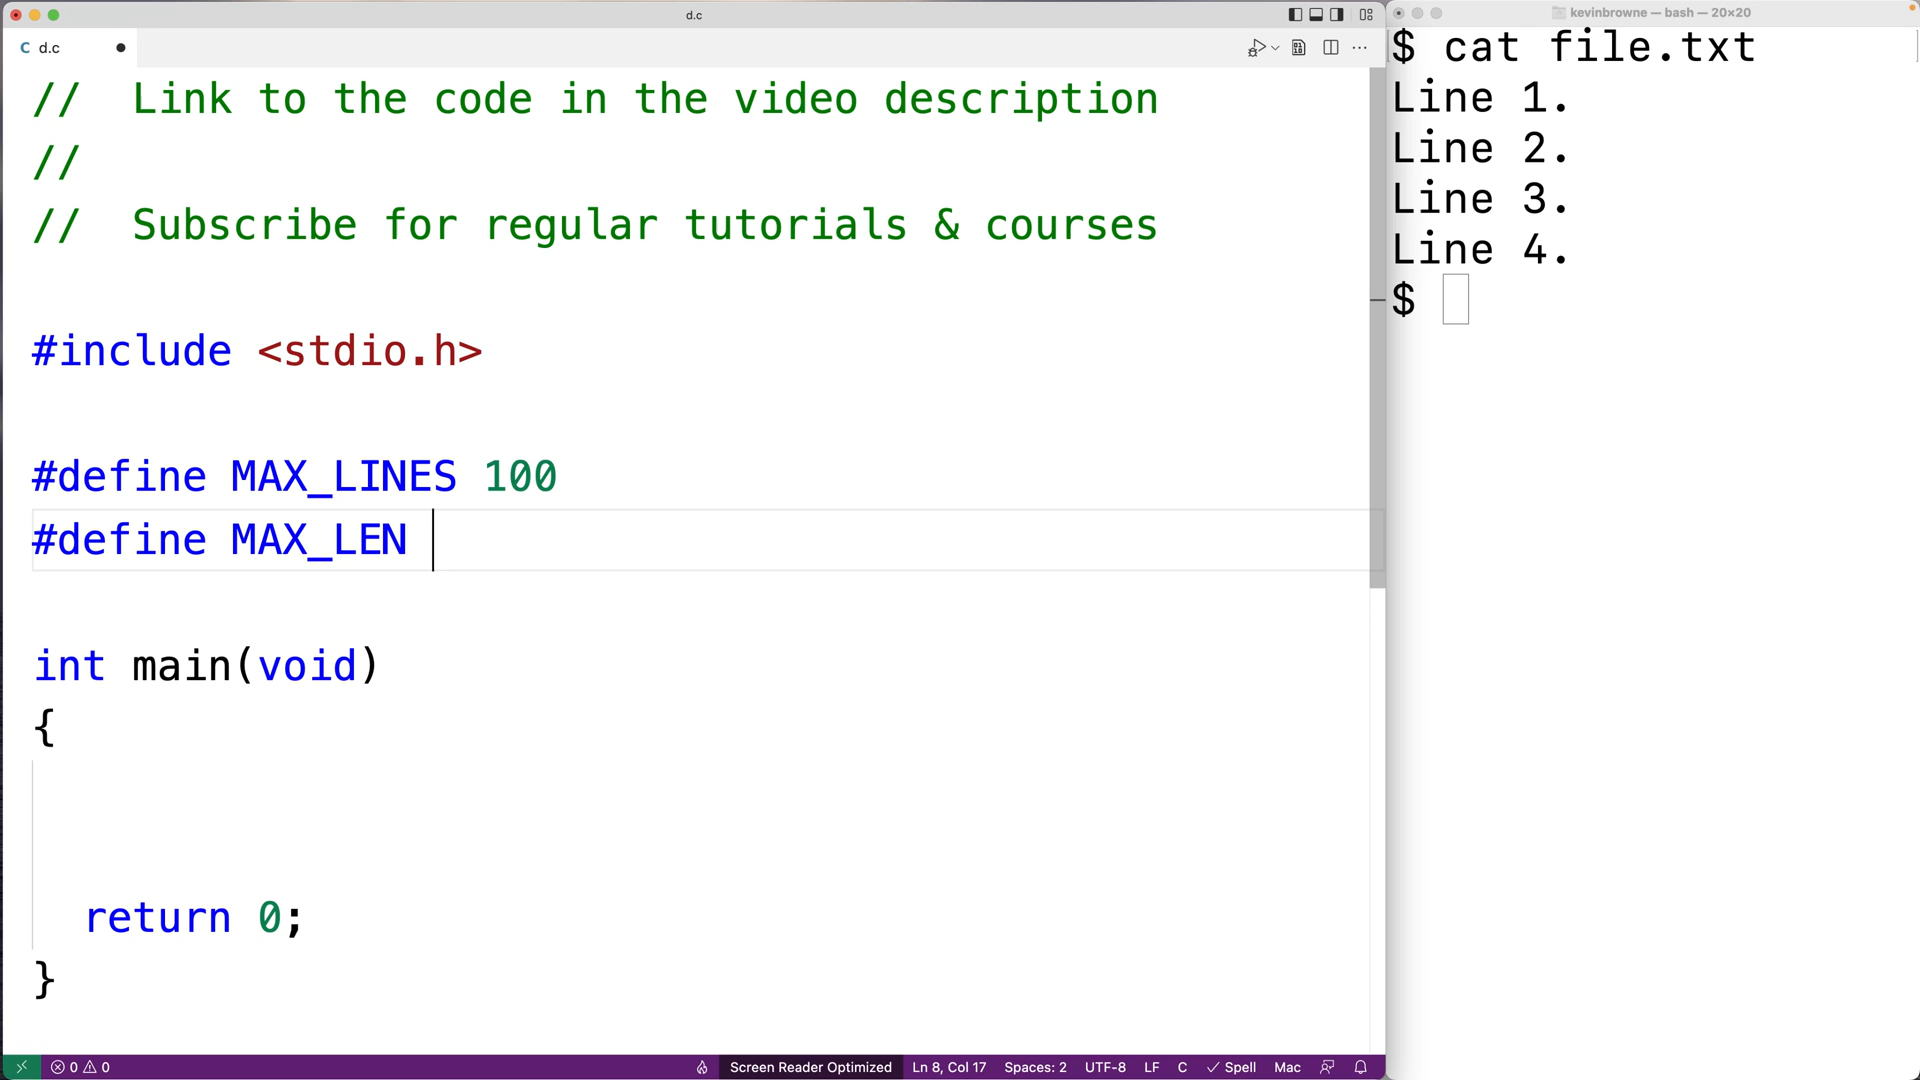 d.c
C d.c
// Link to the code in the video description
//
// Subscribe for regular tutorials & courses
#include <stdio.h>
#define MAX_LINES 100
#define MAX_LEN
int main(void)
{
return 0;
}
0 0
Screen Reader Optimized Ln 8, Col 17 Spaces: 2 UTF-8 LF C Spell Mac
kevinbrowne — bash — 20×20
$ cat file.txt
Line 1.
Line 2.
Line 3.
Line 4.
$